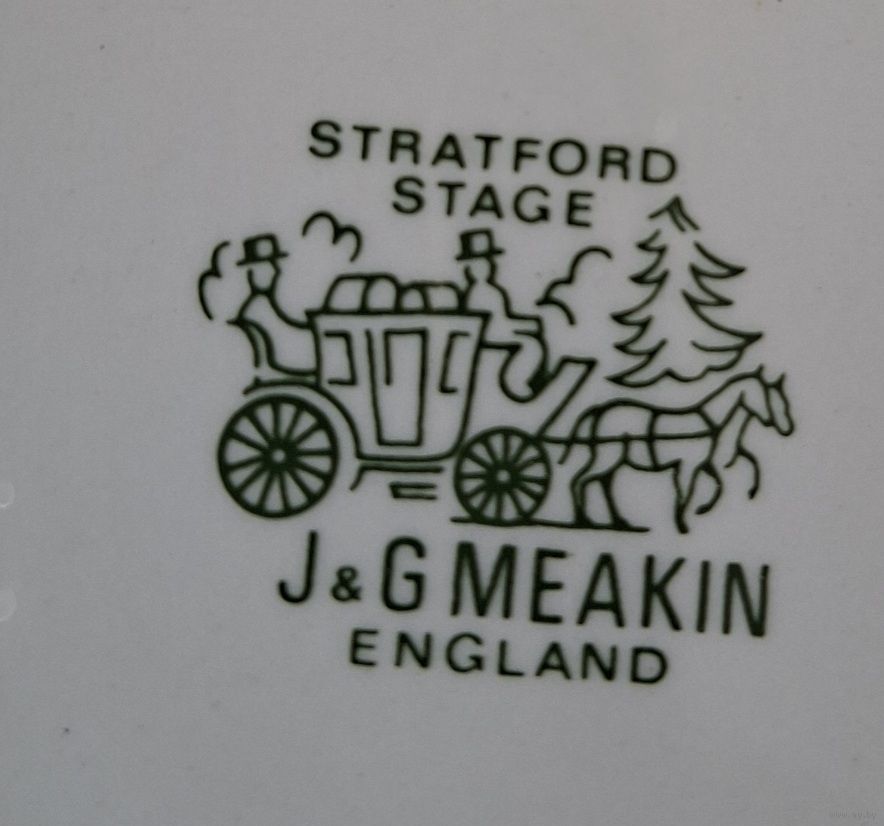 STRATFORD
STAGE
J & G MEAKIN
ENGLAND